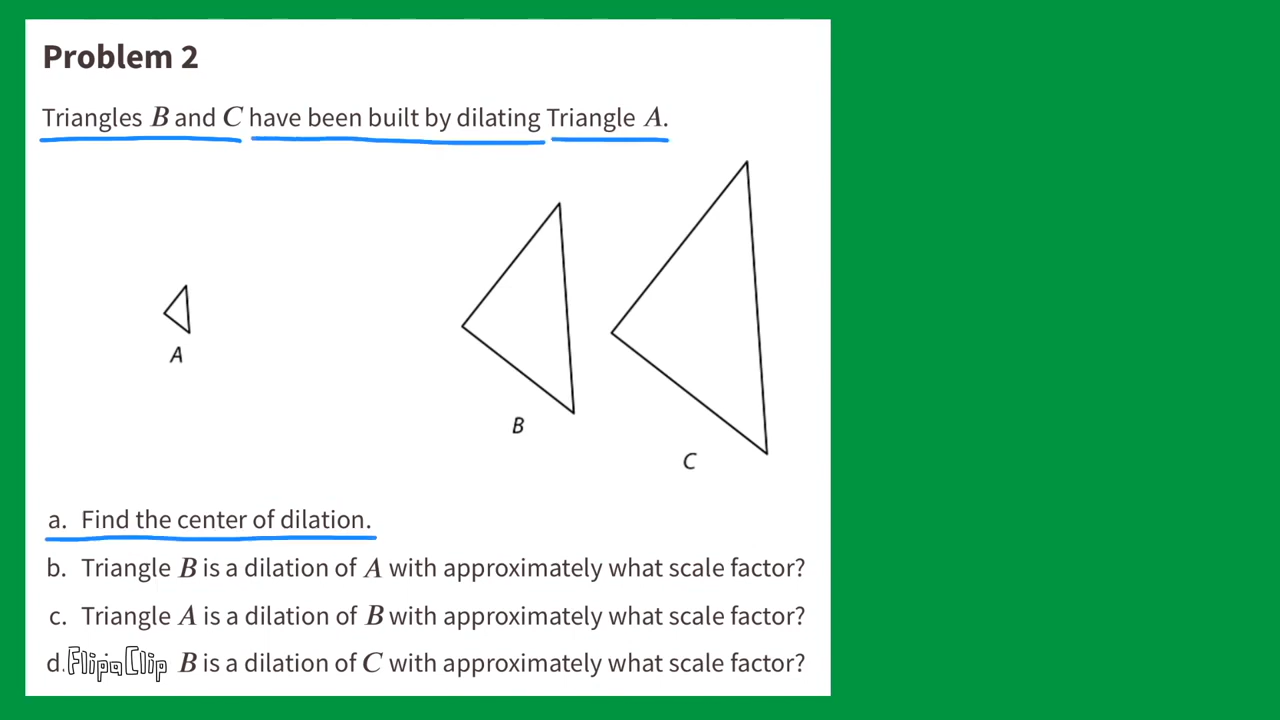 Problem 2
Triangles B and C have been built by dilating Triangle A.
A
B
C
a. Find the center of dilation.
b. Triangle B is a dilation of A with approximately what scale factor?
c. Triangle A is a dilation of B with approximately what scale factor?
d. FlipaClip B is a dilation of C with approximately what scale factor?